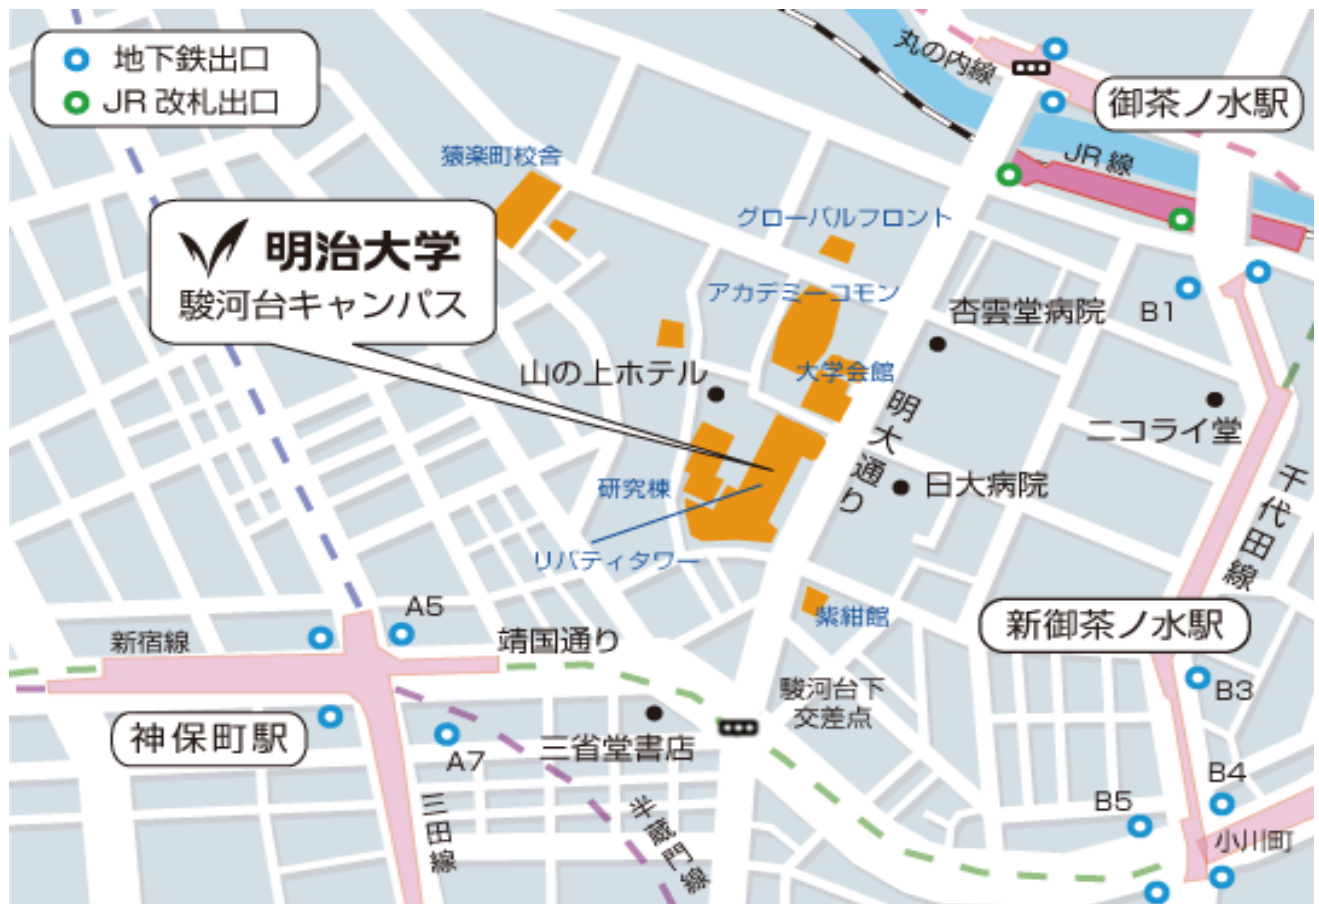 地下鉄出口
JR 改札出口
丸の内線
御茶ノ水駅
JR 線
猿楽町校舎
グローバルフロント
明治大学
駿河台キャンパス
アカデミーコモン
杏雲堂病院
B1
山の上ホテル
大学会館
明大通り
ニコライ堂
研究棟
日大病院
千代田線
リバティタワー
A5
紫紺館
新御茶ノ水駅
新宿線
靖国通り
駿河台下
交差点
B3
神保町駅
A7
三省堂書店
B4
三田線
半蔵門線
B5
小川町